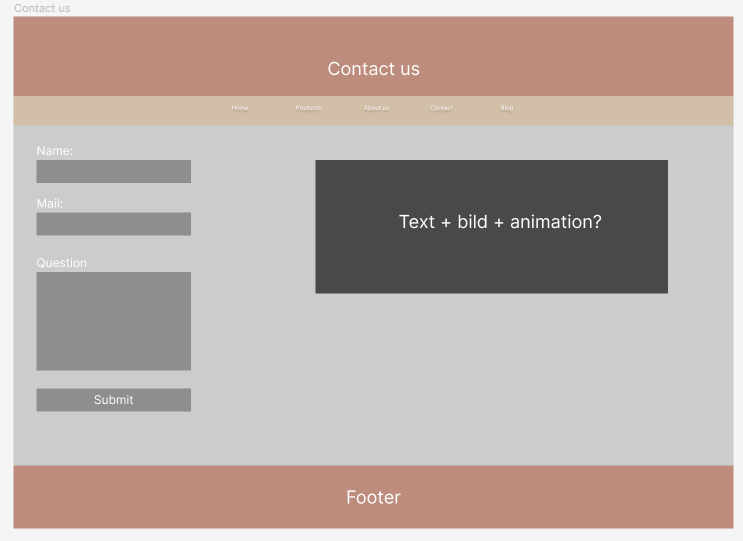 Contact us
Contact us
Home Products About us Contact Blog
Name:
Mail:
Text + bild + animation?
Question
Submit
Footer